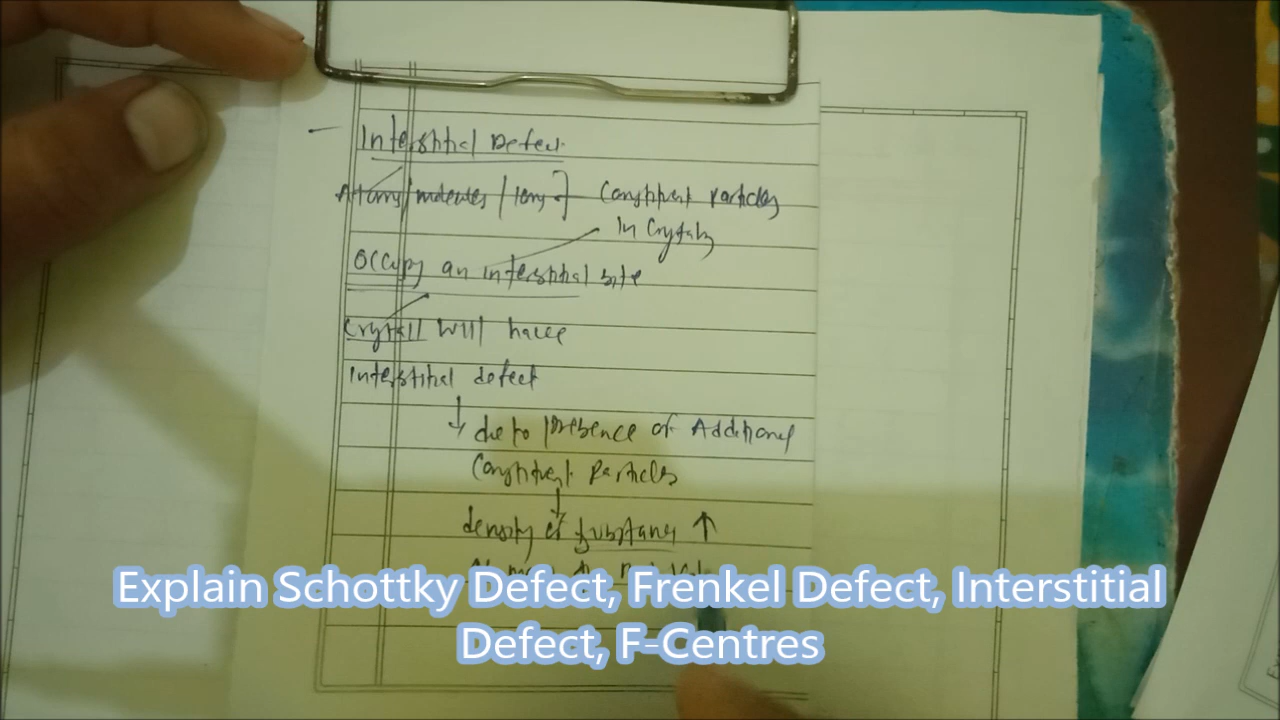 Interstitial Defect.
Atoms/molecules/Ions} Constituent Particles
In Crystals
Occupy an interstitial site
Crystall will have
Interstitial defect
due to presence of Additional
Constituent Particles
density of substance ↑
Explain Schottky Defect, Frenkel Defect, Interstitial
Defect, F-Centres